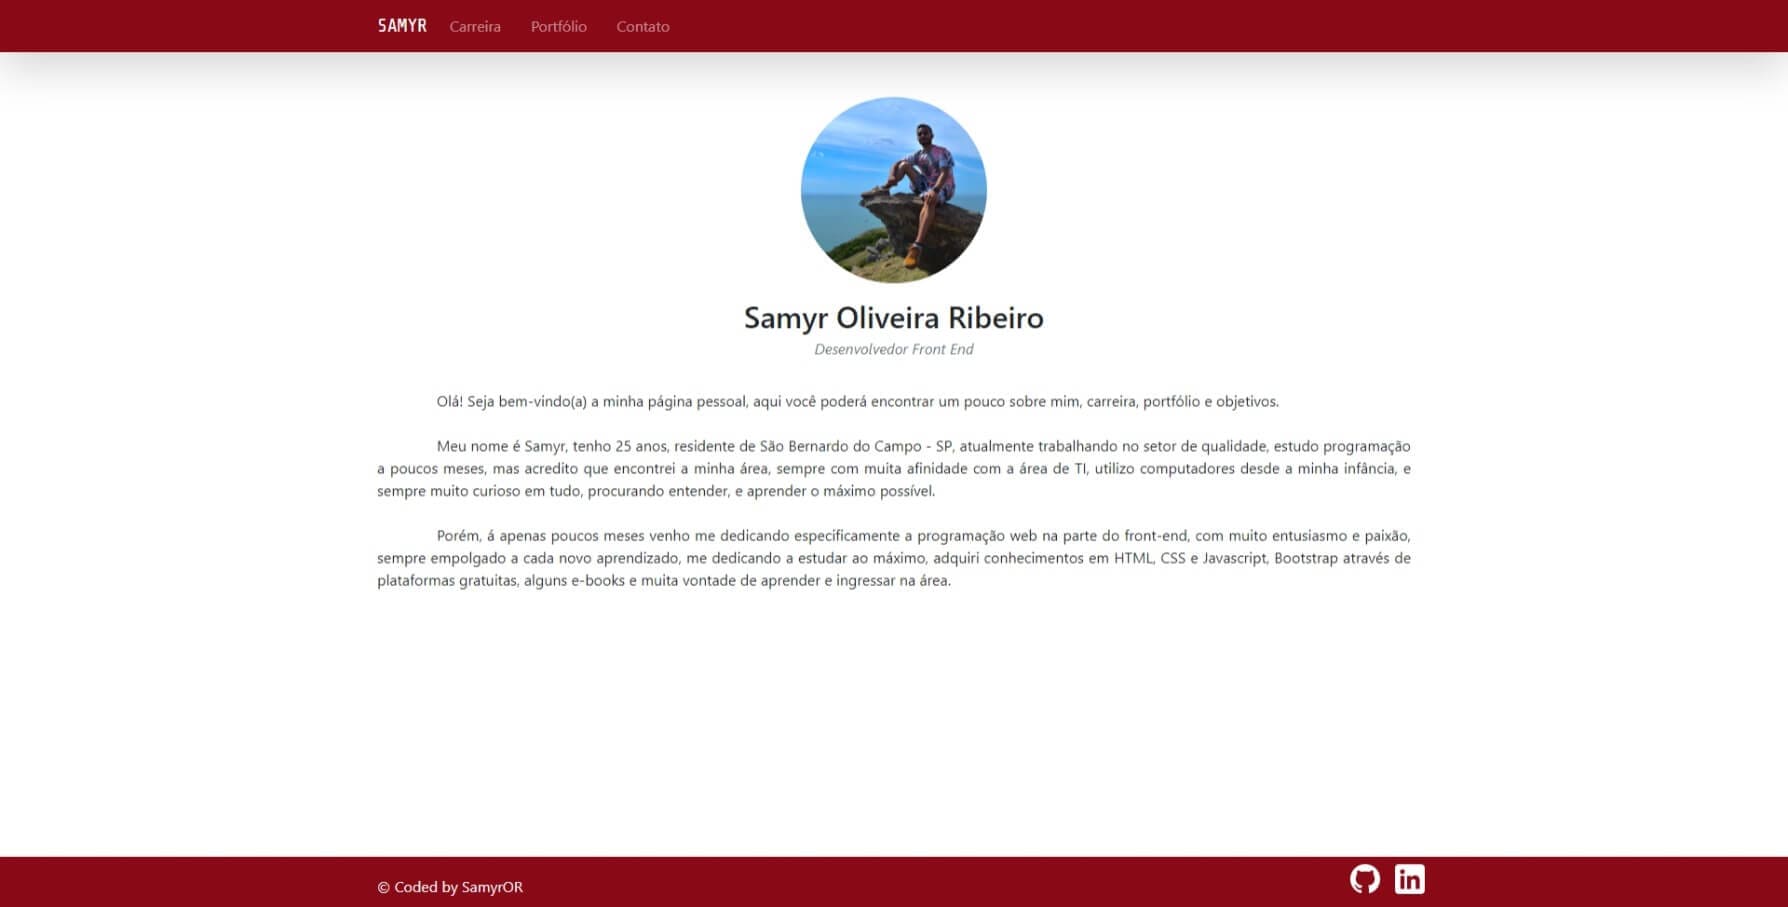 SAMYR Carreira Portfólio Contato
Samyr Oliveira Ribeiro
Desenvolvedor Front End
Olá! Seja bem-vindo(a) a minha página pessoal, aqui você poderá encontrar um pouco sobre mim, carreira, portfólio e objetivos.
Meu nome é Samyr, tenho 25 anos, residente de São Bernardo do Campo - SP, atualmente trabalhando no setor de qualidade, estudo programação
a poucos meses, mas acredito que encontrei a minha área, sempre com muita afinidade com a área de TI, utilizo computadores desde a minha infância, e
sempre muito curioso em tudo, procurando entender, e aprender o máximo possível.
Porém, á apenas poucos meses venho me dedicando especificamente a programação web na parte do front-end, com muito entusiasmo e paixão,
sempre empolgado a cada novo aprendizado, me dedicando a estudar ao máximo, adquiri conhecimentos em HTML, CSS e Javascript, Bootstrap através de
plataformas gratuitas, alguns e-books e muita vontade de aprender e ingressar na área.
© Coded by SamyrOR
in